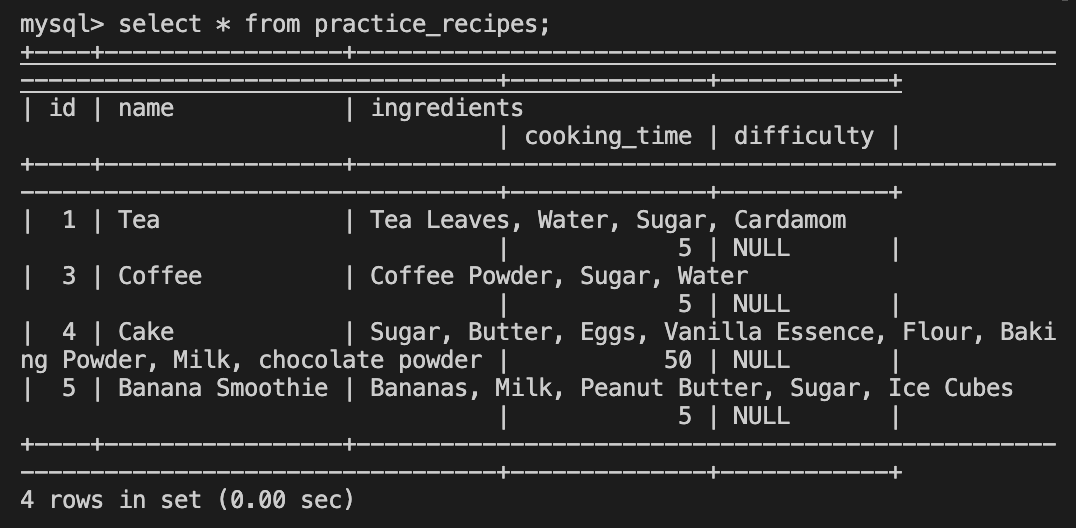 mysql> select * from practice_recipes;
+----+-----------------+--------------------------------------------------
----------------------------------+--------------+------------+
| id | name            | ingredients
                                  | cooking_time | difficulty |
+----+-----------------+--------------------------------------------------
----------------------------------+--------------+------------+
|  1 | Tea             | Tea Leaves, Water, Sugar, Cardamom
                                  |            5 | NULL       |
|  3 | Coffee          | Coffee Powder, Sugar, Water
                                  |            5 | NULL       |
|  4 | Cake            | Sugar, Butter, Eggs, Vanilla Essence, Flour, Baki
ng Powder, Milk, chocolate powder |           50 | NULL       |
|  5 | Banana Smoothie | Bananas, Milk, Peanut Butter, Sugar, Ice Cubes
                                  |            5 | NULL       |
+----+-----------------+--------------------------------------------------
----------------------------------+--------------+------------+
4 rows in set (0.00 sec)